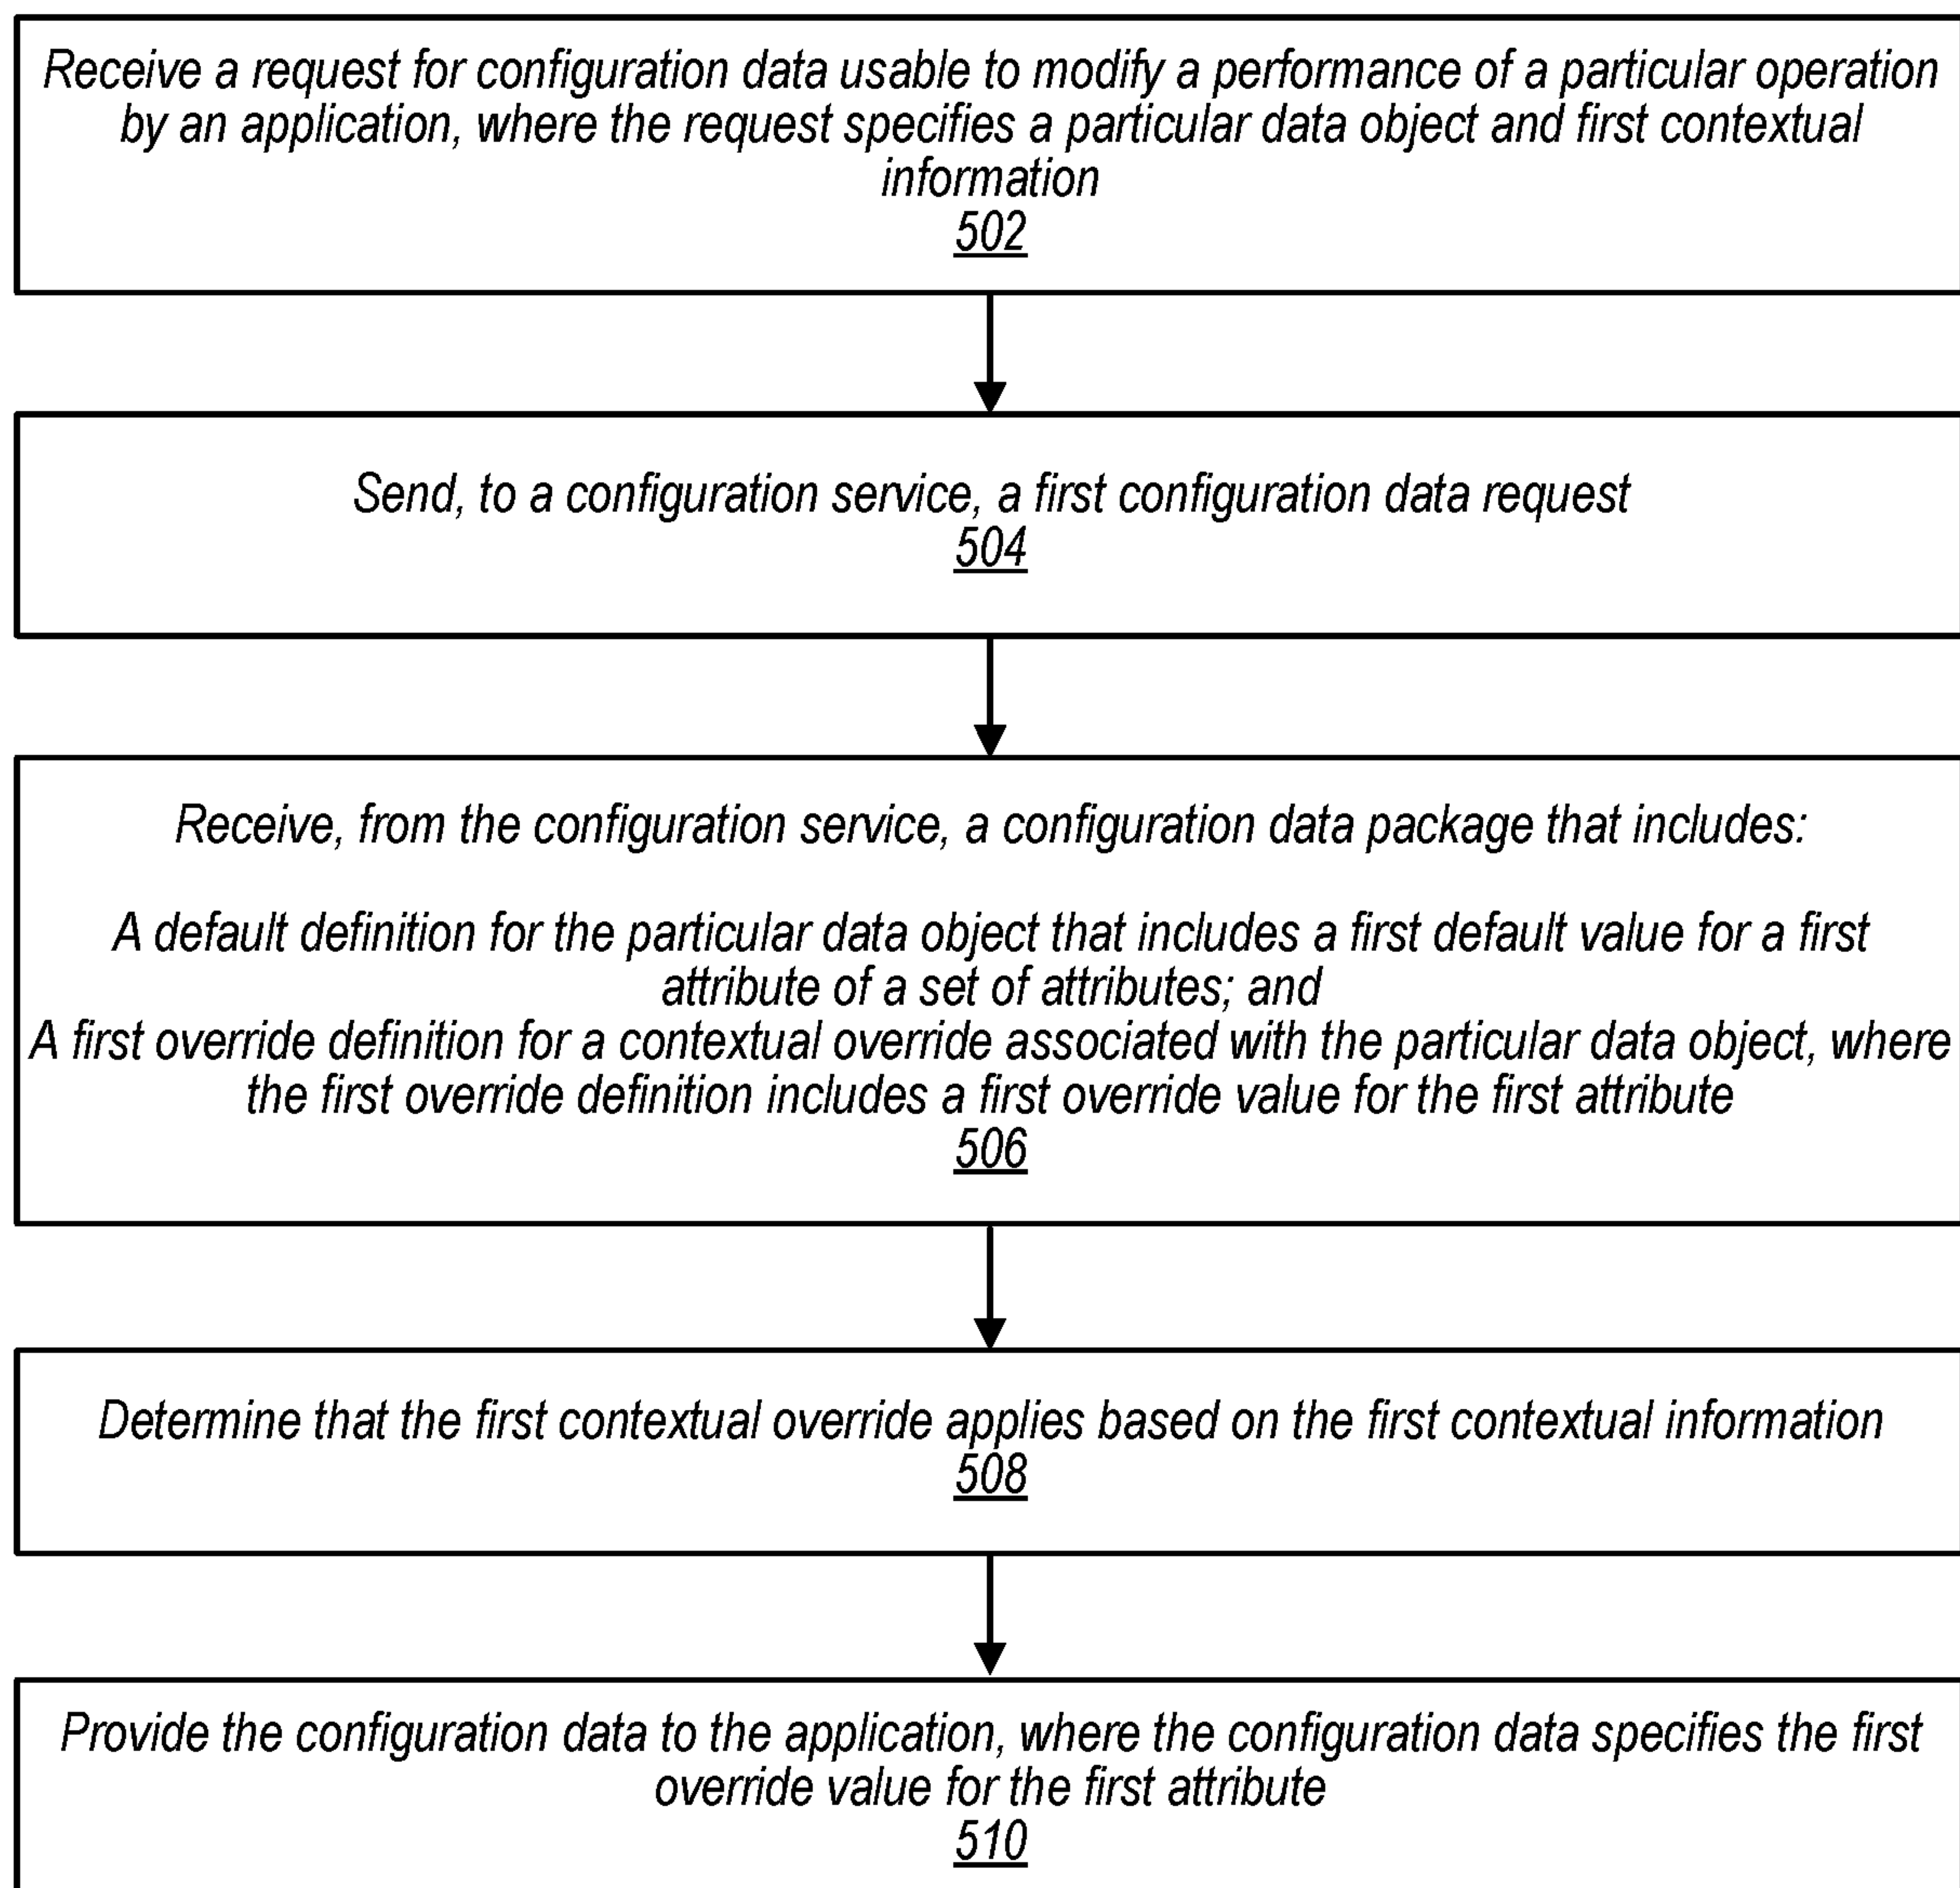 Receive a request for configuration data usable to modify a performance of a particular operation
by an application, where the request specifies a particular data object and first contextual
information
502
Send, to a configuration service, a first configuration data request
504
Receive, from the configuration service, a configuration data package that includes:
A default definition for the particular data object that includes a first default value for a first
attribute of a set of attributes; and
A first override definition for a contextual override associated with the particular data object, where
the first override definition includes a first override value for the first attribute
506
Determine that the first contextual override applies based on the first contextual information
508
Provide the configuration data to the application, where the configuration data specifies the first
override value for the first attribute
510